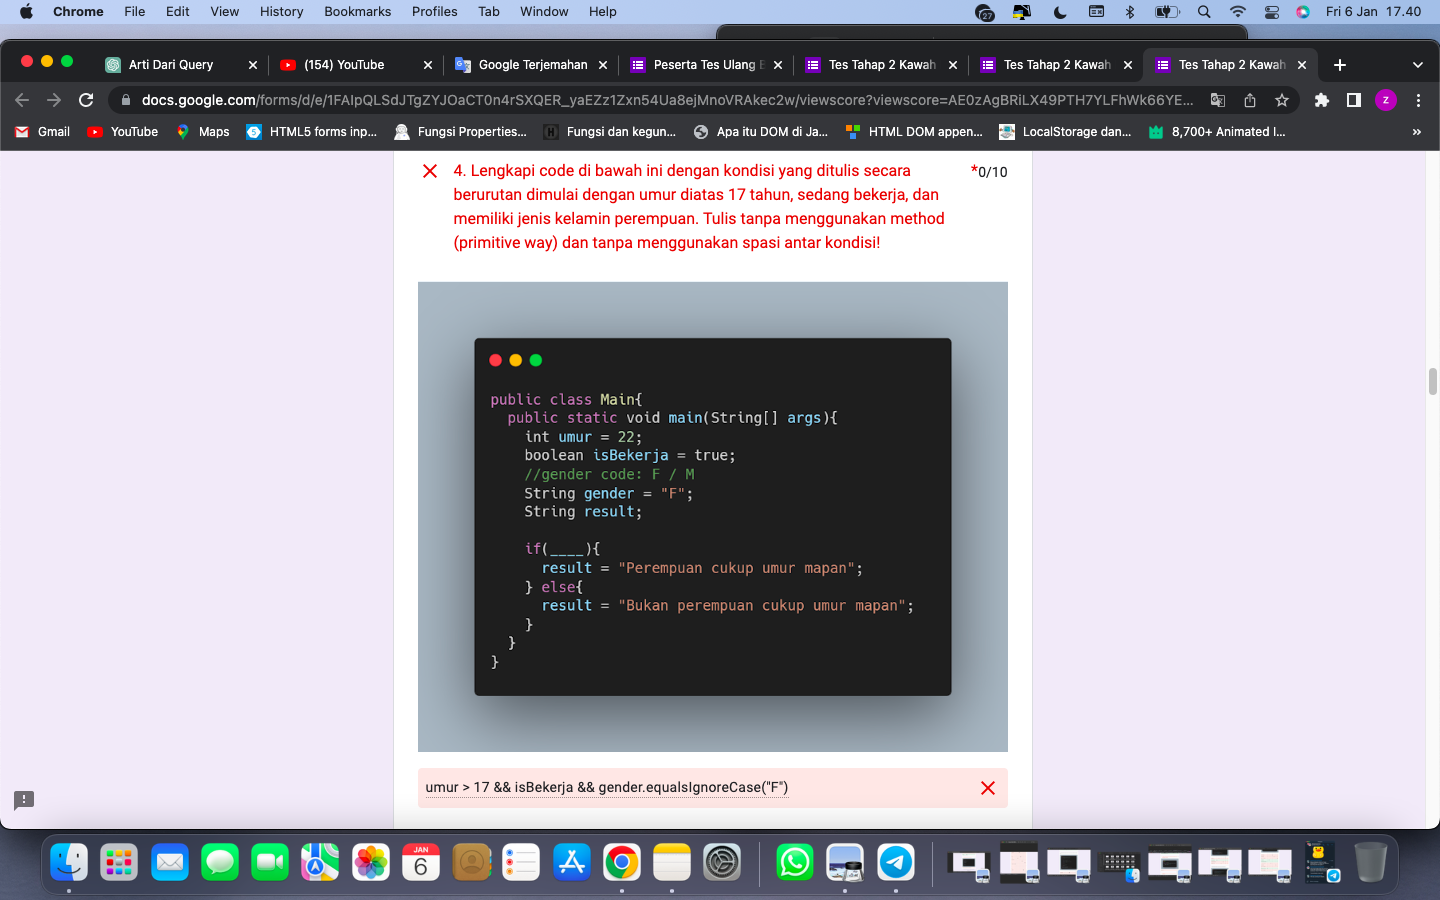 Chrome File Edit View History Bookmarks Profiles Tab Window Help 27 Fri 6 Jan 17.40
Arti Dari Query (154) YouTube Google Terjemahan Peserta Tes Ulang Tes Tahap 2 Kawah Tes Tahap 2 Kawah Tes Tahap 2 Kawah
docs.google.com/forms/d/e/1FAIpQLSdJTgZYJOaCT0n4rSXQER_yaEZz1Zxn54Ua8ejMnoVRAkec2w/viewscore?viewscore=AE0zAgBRiLX49PTH7YLFhWk66YE... Z
Gmail YouTube Maps HTML5 forms inp... Fungsi Properties... Fungsi dan kegun... Apa itu DOM di Ja... HTML DOM appen... LocalStorage dan... 8,700+ Animated I... »
4. Lengkapi code di bawah ini dengan kondisi yang ditulis secara *0/10
berurutan dimulai dengan umur diatas 17 tahun, sedang bekerja, dan
memiliki jenis kelamin perempuan. Tulis tanpa menggunakan method
(primitive way) dan tanpa menggunakan spasi antar kondisi!
public class Main{
public static void main(String[] args){
int umur = 22;
boolean isBekerja = true;
//gender code: F / M
String gender = "F";
String result;
if(____){
result = "Perempuan cukup umur mapan";
} else{
result = "Bukan perempuan cukup umur mapan";
}
}
}
umur > 17 && isBekerja && gender.equalsIgnoreCase("F")
JAN
6